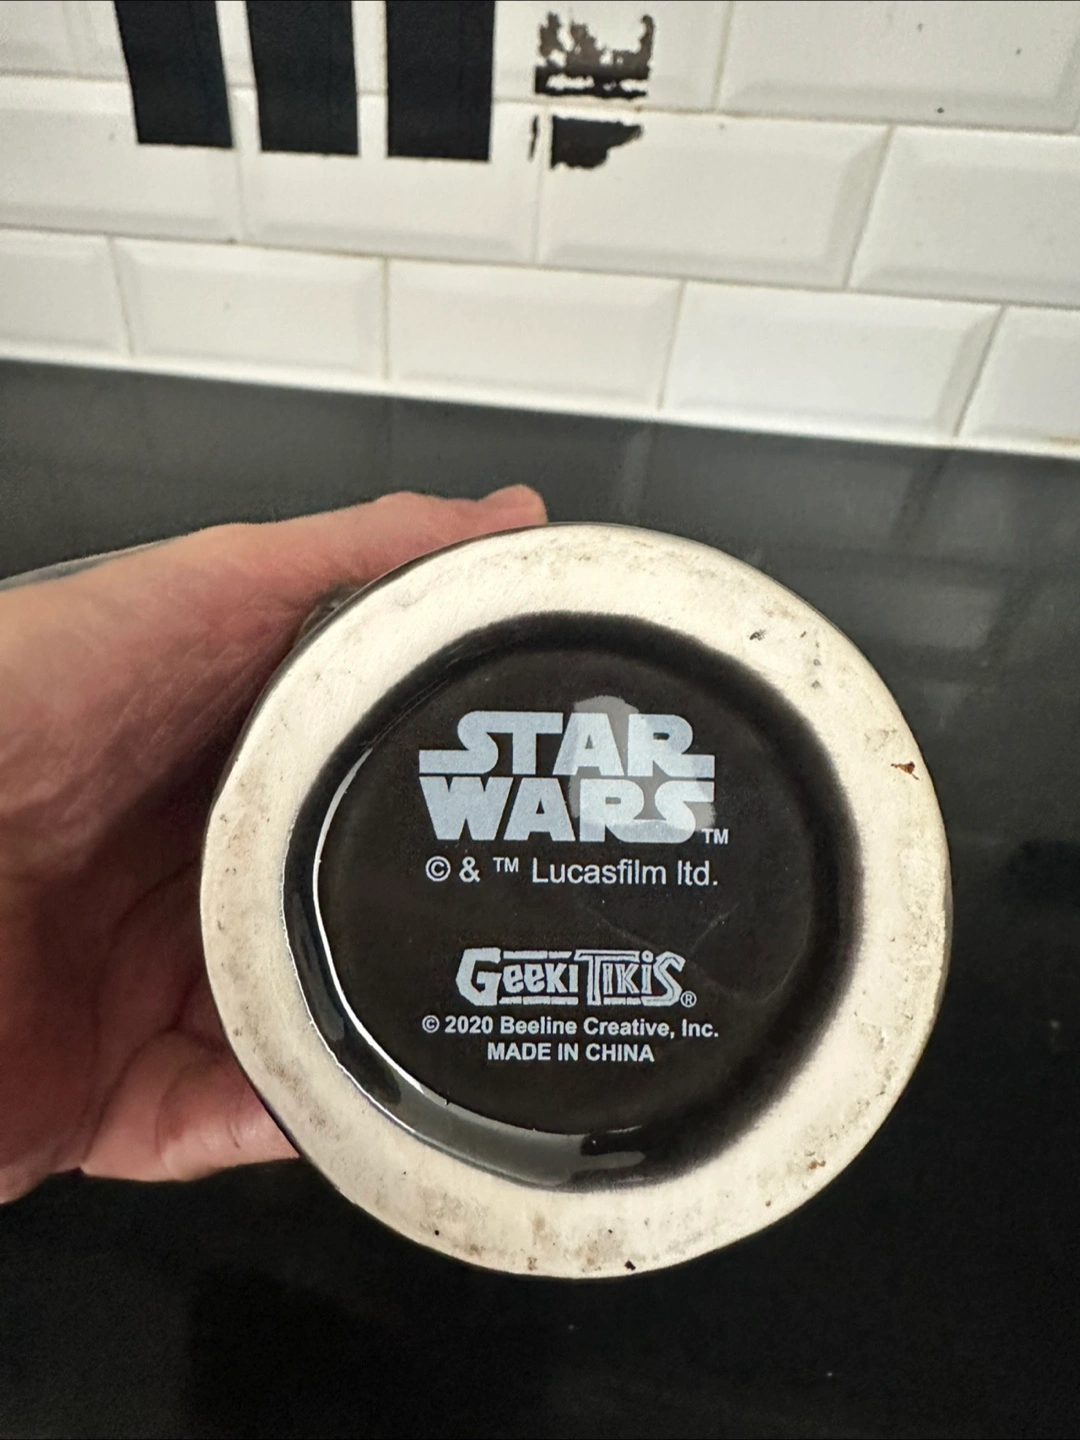 STAR
WARS™
© & ™ Lucasfilm ltd.
GEEKI TIKIS®
© 2020 Beeline Creative, Inc.
MADE IN CHINA